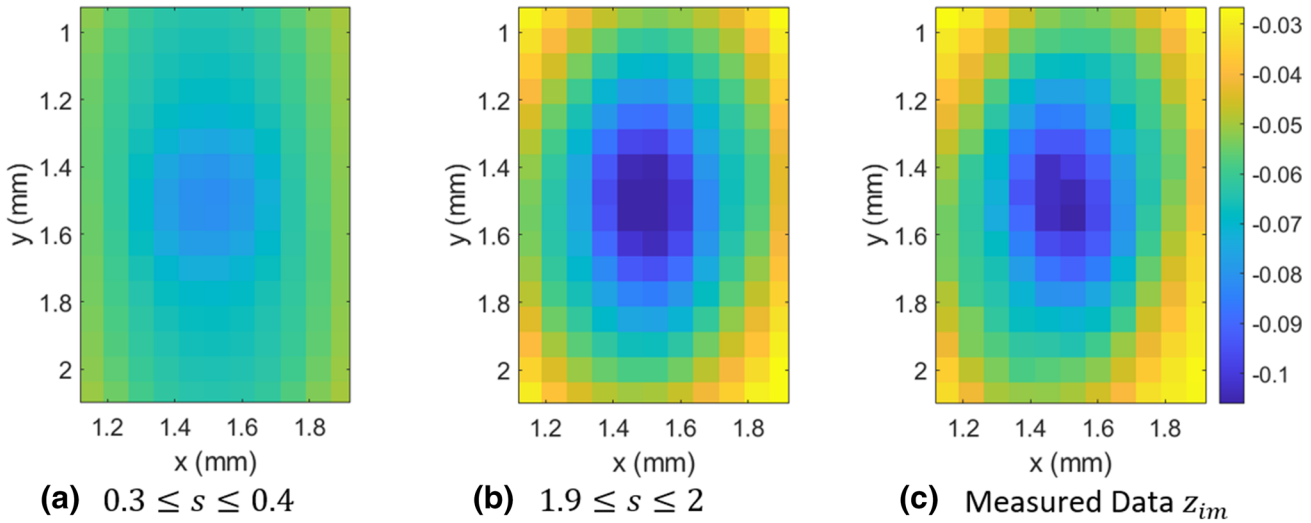 1
1.2
1.4
1.6
1.8
2
y (mm)
1.2 1.4 1.6 1.8
x (mm)
(a) 0.3 ≤ s ≤ 0.4
1
1.2
1.4
1.6
1.8
2
y (mm)
1.2 1.4 1.6 1.8
x (mm)
(b) 1.9 ≤ s ≤ 2
1
1.2
1.4
1.6
1.8
2
y (mm)
1.2 1.4 1.6 1.8
x (mm)
(c) Measured Data z_{im}
-0.03
-0.04
-0.05
-0.06
-0.07
-0.08
-0.09
-0.1